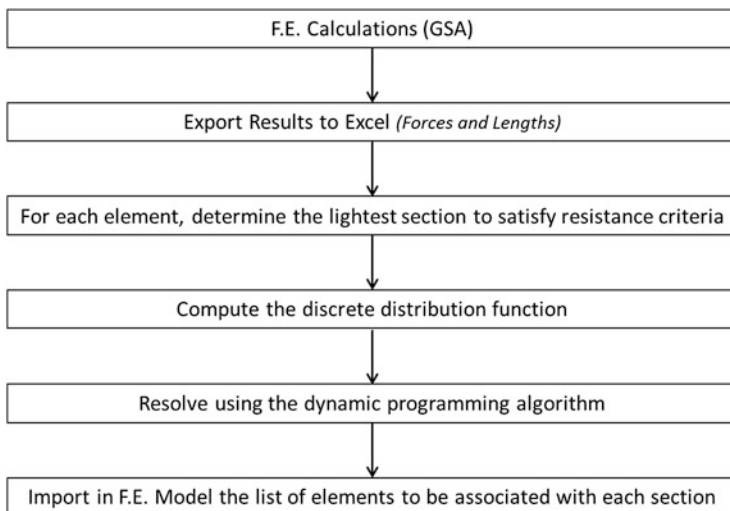 F.E. Calculations (GSA)
Export Results to Excel (Forces and Lengths)
For each element, determine the lightest section to satisfy resistance criteria
Compute the discrete distribution function
Resolve using the dynamic programming algorithm
Import in F.E. Model the list of elements to be associated with each section